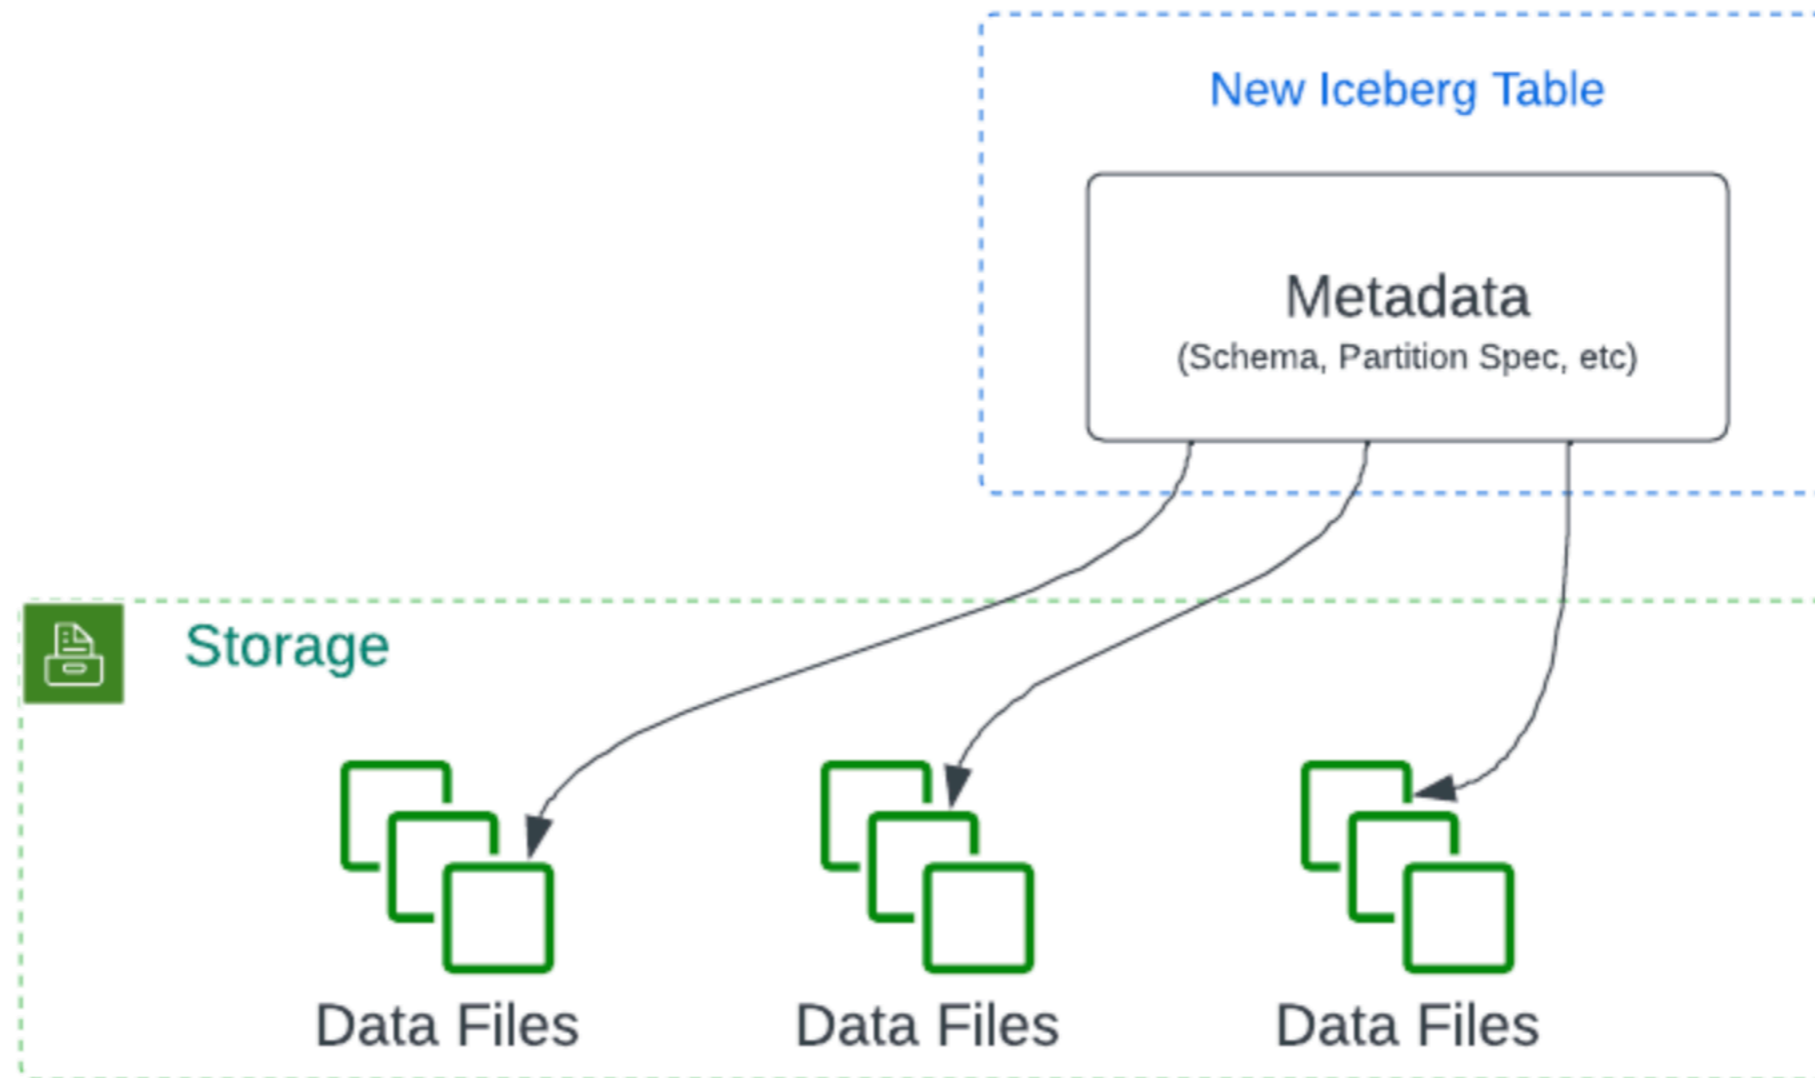 New Iceberg Table
Metadata
(Schema, Partition Spec, etc)
Storage
Data Files
Data Files
Data Files